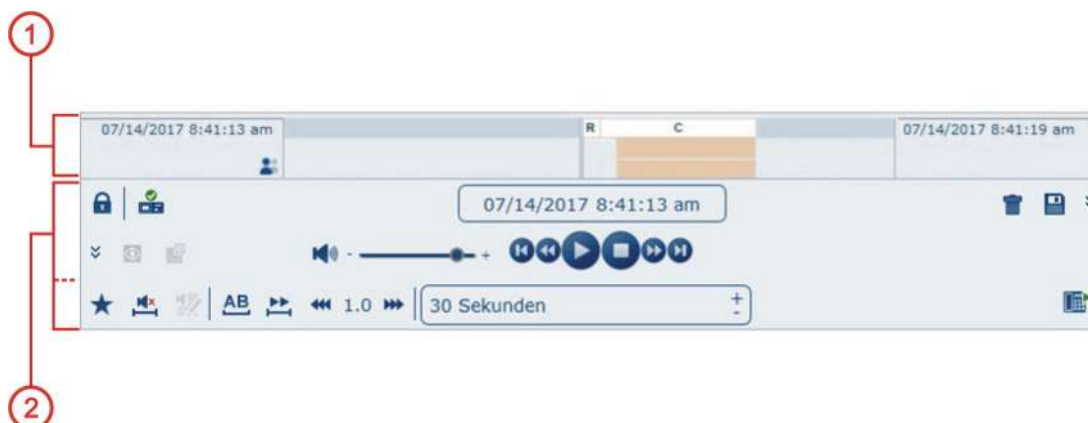 1
07/14/2017 8:41:13 am R C 07/14/2017 8:41:19 am
07/14/2017 8:41:13 am
- +
AB 1.0 30 Sekunden + -
2